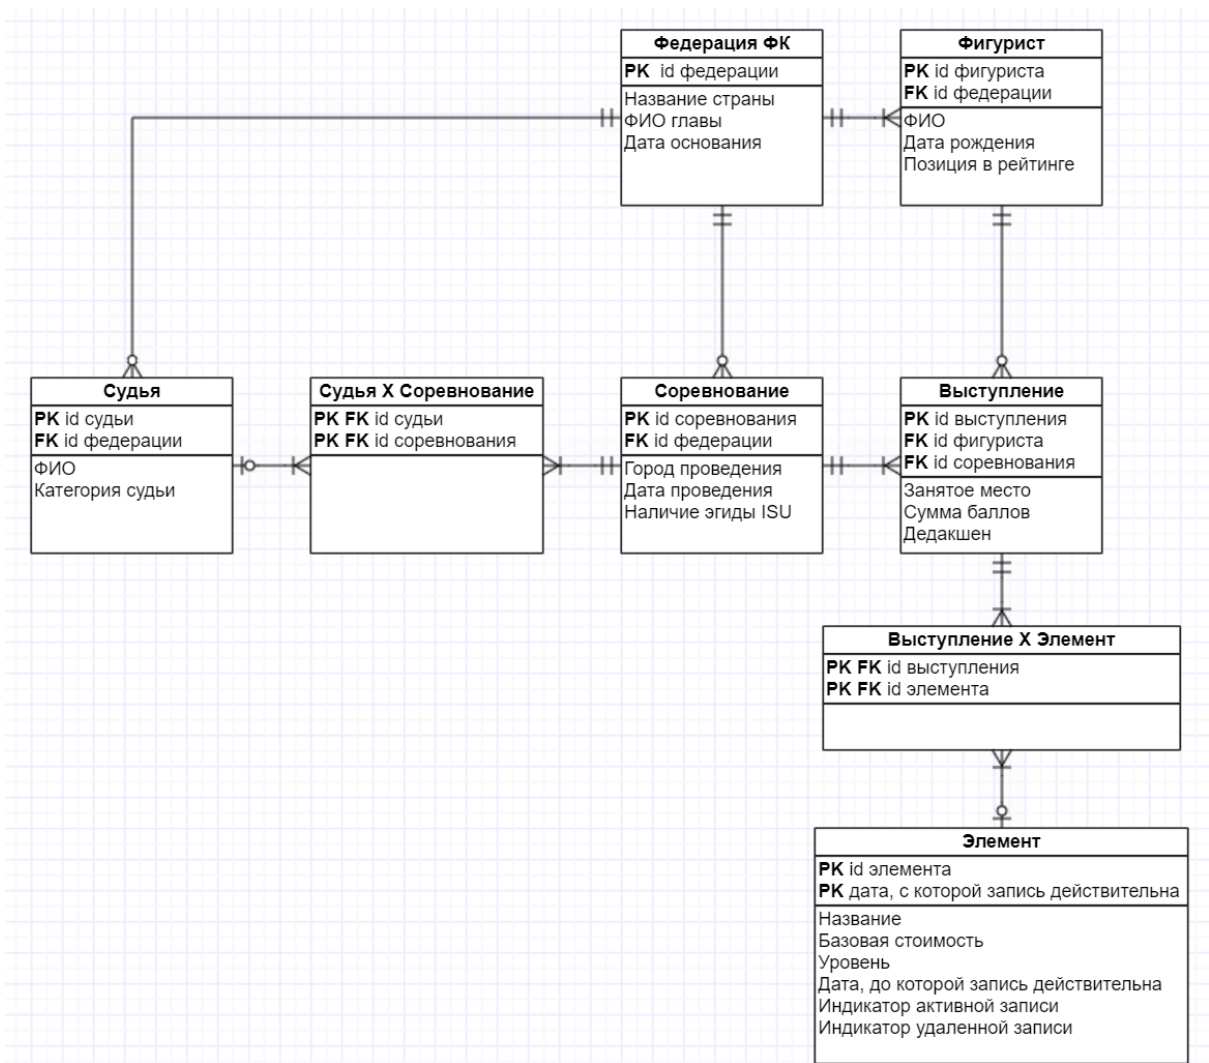 Федерация ФК
PK id федерации
Название страны
ФИО главы
Дата основания
Фигурист
PK id фигуриста
FK id федерации
ФИО
Дата рождения
Позиция в рейтинге
Судья
PK id судьи
FK id федерации
ФИО
Категория судьи
Судья X Соревнование
PK FK id судьи
PK FK id соревнования
Соревнование
PK id соревнования
FK id федерации
Город проведения
Дата проведения
Наличие эгиды ISU
Выступление
PK id выступления
FK id фигуриста
FK id соревнования
Занятое место
Сумма баллов
Дедакшен
Выступление X Элемент
PK FK id выступления
PK FK id элемента
Элемент
PK id элемента
PK дата, с которой запись действительна
Название
Базовая стоимость
Уровень
Дата, до которой запись действительна
Индикатор активной записи
Индикатор удаленной записи